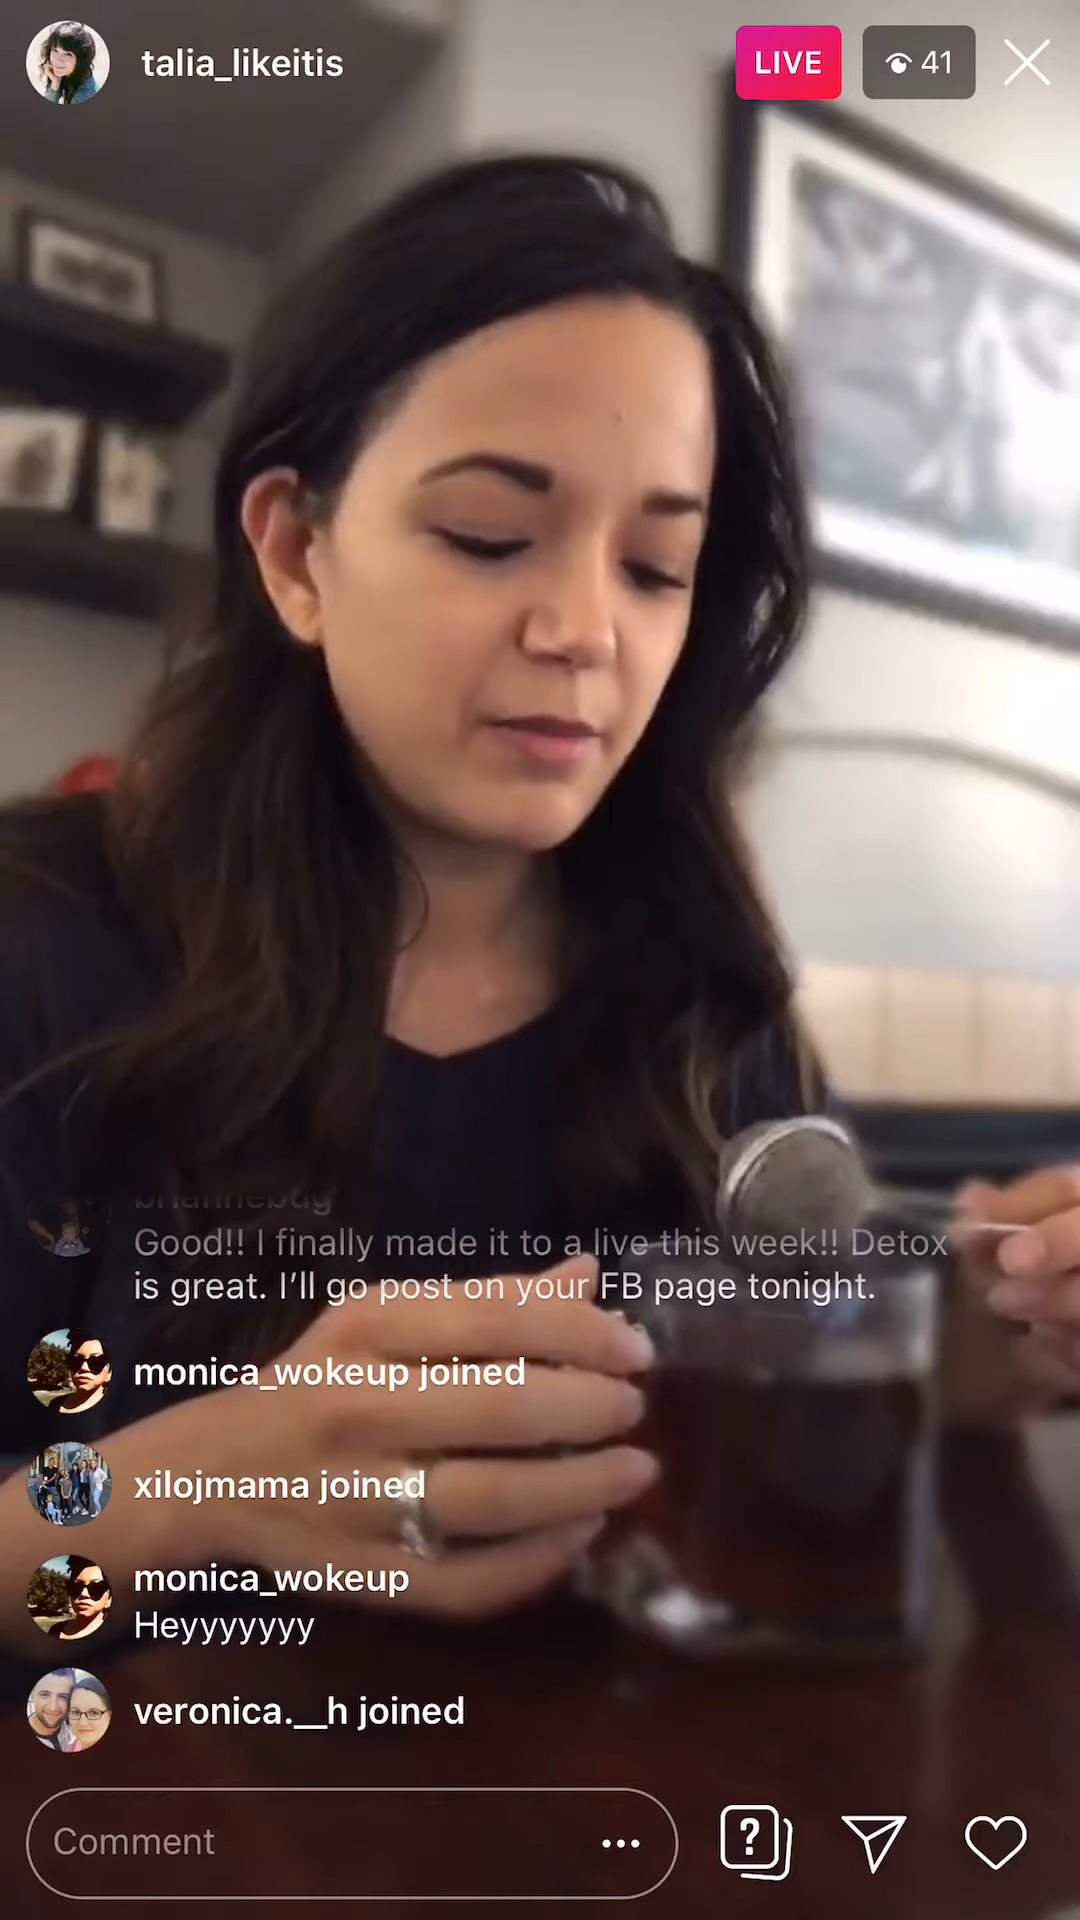 talia_likeitis
LIVE
41
briannebug
Good!! I finally made it to a live this week!! Detox
is great. I’ll go post on your FB page tonight.
monica_wokeup joined
xilojmama joined
monica_wokeup
Heyyyyyyy
veronica.__h joined
Comment